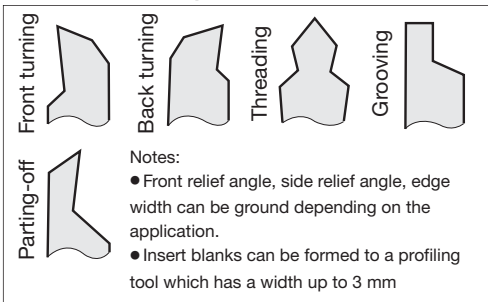 Front turning
Back turning
Threading
Grooving
Parting-off
Notes:
● Front relief angle, side relief angle, edge
width can be ground depending on the
application.
● Insert blanks can be formed to a profiling
tool which has a width up to 3 mm